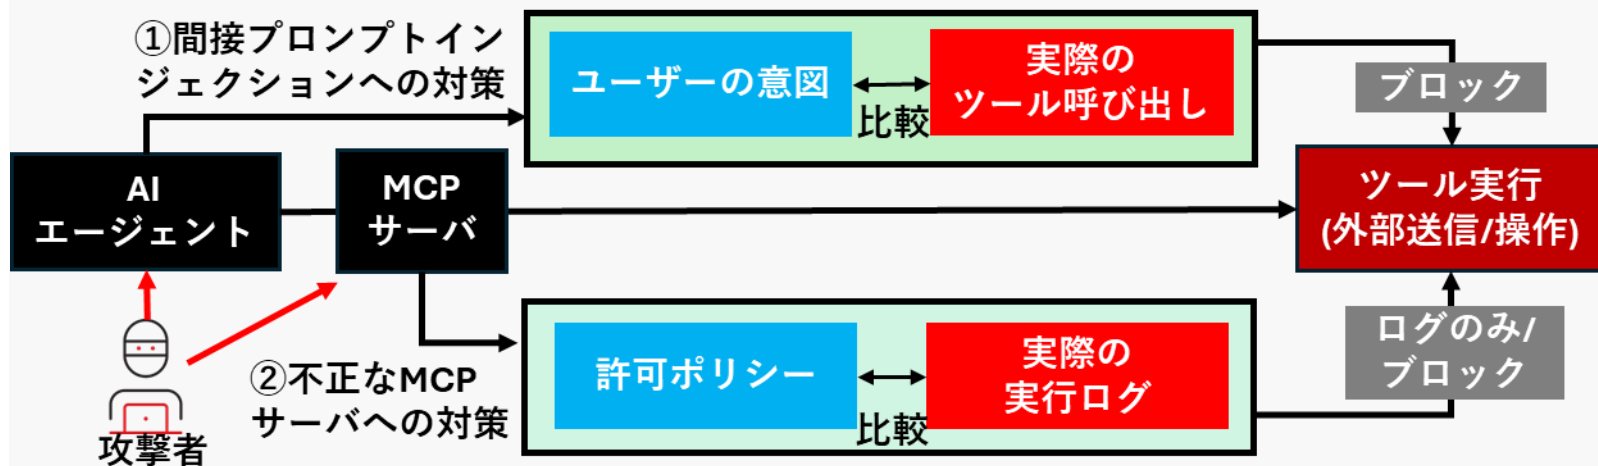 ①間接プロンプトイン
ジェクションへの対策
ユーザーの意図
比較
実際の
ツール呼び出し
ブロック
AI
エージェント
MCP
サーバ
ツール実行
(外部送信/操作)
攻撃者
②不正なMCP
サーバへの対策
許可ポリシー
比較
実際の
実行ログ
ログのみ/
ブロック